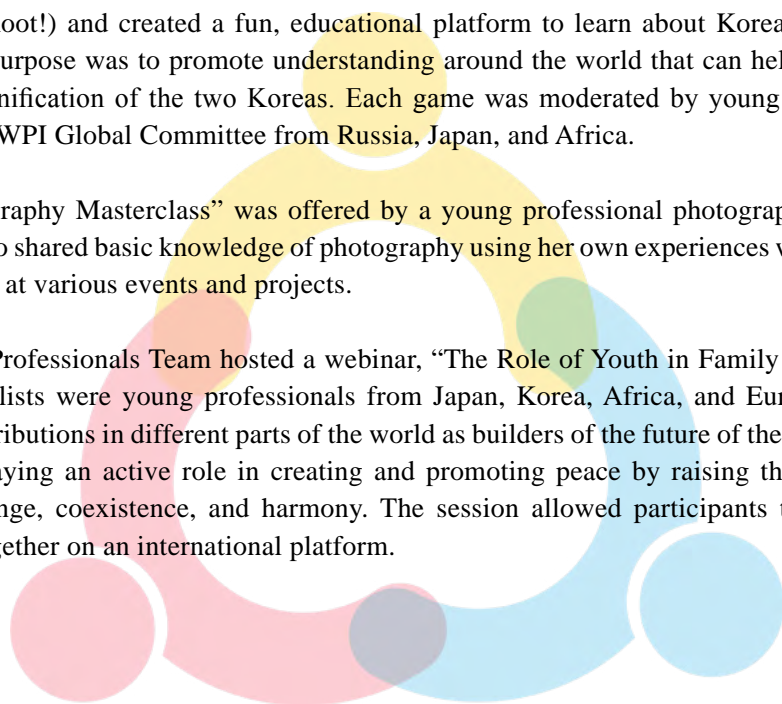 oot!) and created a fun, educational platform to learn about Korea
urpose was to promote understanding around the world that can hel
nification of the two Koreas. Each game was moderated by young
WPI Global Committee from Russia, Japan, and Africa.
raphy Masterclass” was offered by a young professional photograp
o shared basic knowledge of photography using her own experiences w
at various events and projects.
Professionals Team hosted a webinar, “The Role of Youth in Family
lists were young professionals from Japan, Korea, Africa, and Eur
ributions in different parts of the world as builders of the future of the
aying an active role in creating and promoting peace by raising th
nge, coexistence, and harmony. The session allowed participants t
gether on an international platform.